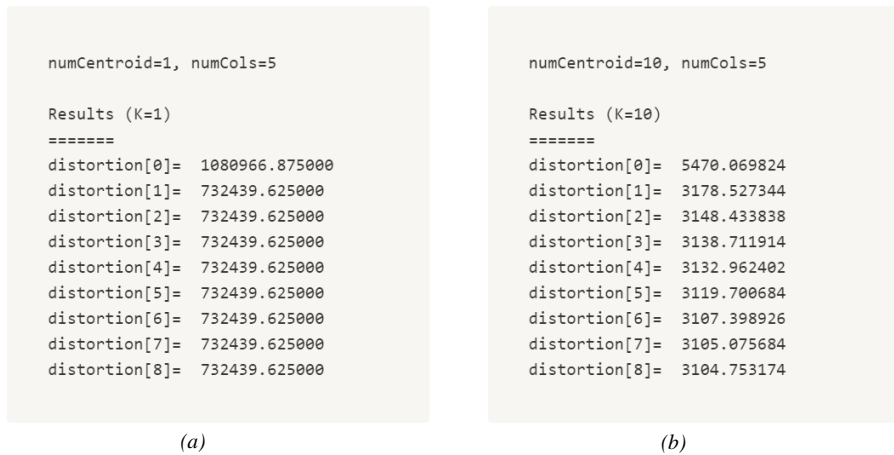 numCentroid=1, numCols=5
Results (K=1)
=======
distortion[0]=  1080966.875000
distortion[1]=  732439.625000
distortion[2]=  732439.625000
distortion[3]=  732439.625000
distortion[4]=  732439.625000
distortion[5]=  732439.625000
distortion[6]=  732439.625000
distortion[7]=  732439.625000
distortion[8]=  732439.625000
(a)
numCentroid=10, numCols=5
Results (K=10)
=======
distortion[0]=  5470.069824
distortion[1]=  3178.527344
distortion[2]=  3148.433838
distortion[3]=  3138.711914
distortion[4]=  3132.962402
distortion[5]=  3119.700684
distortion[6]=  3107.398926
distortion[7]=  3105.075684
distortion[8]=  3104.753174
(b)